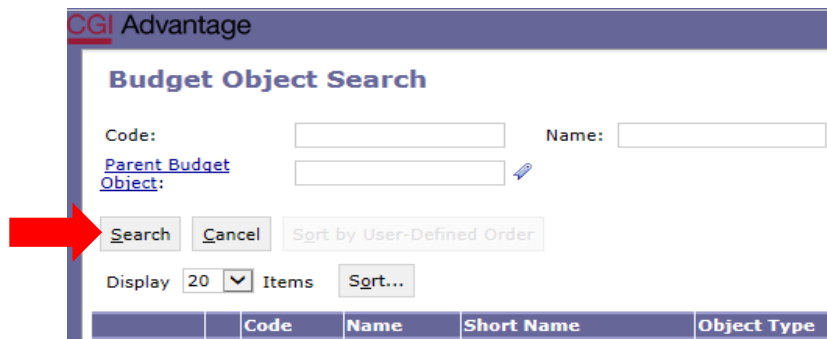 CGI Advantage
Budget Object Search
Code: Name:
Parent Budget
Object:
Search Cancel Sort by User-Defined Order
Display 20 Items Sort...
Code Name Short Name Object Type